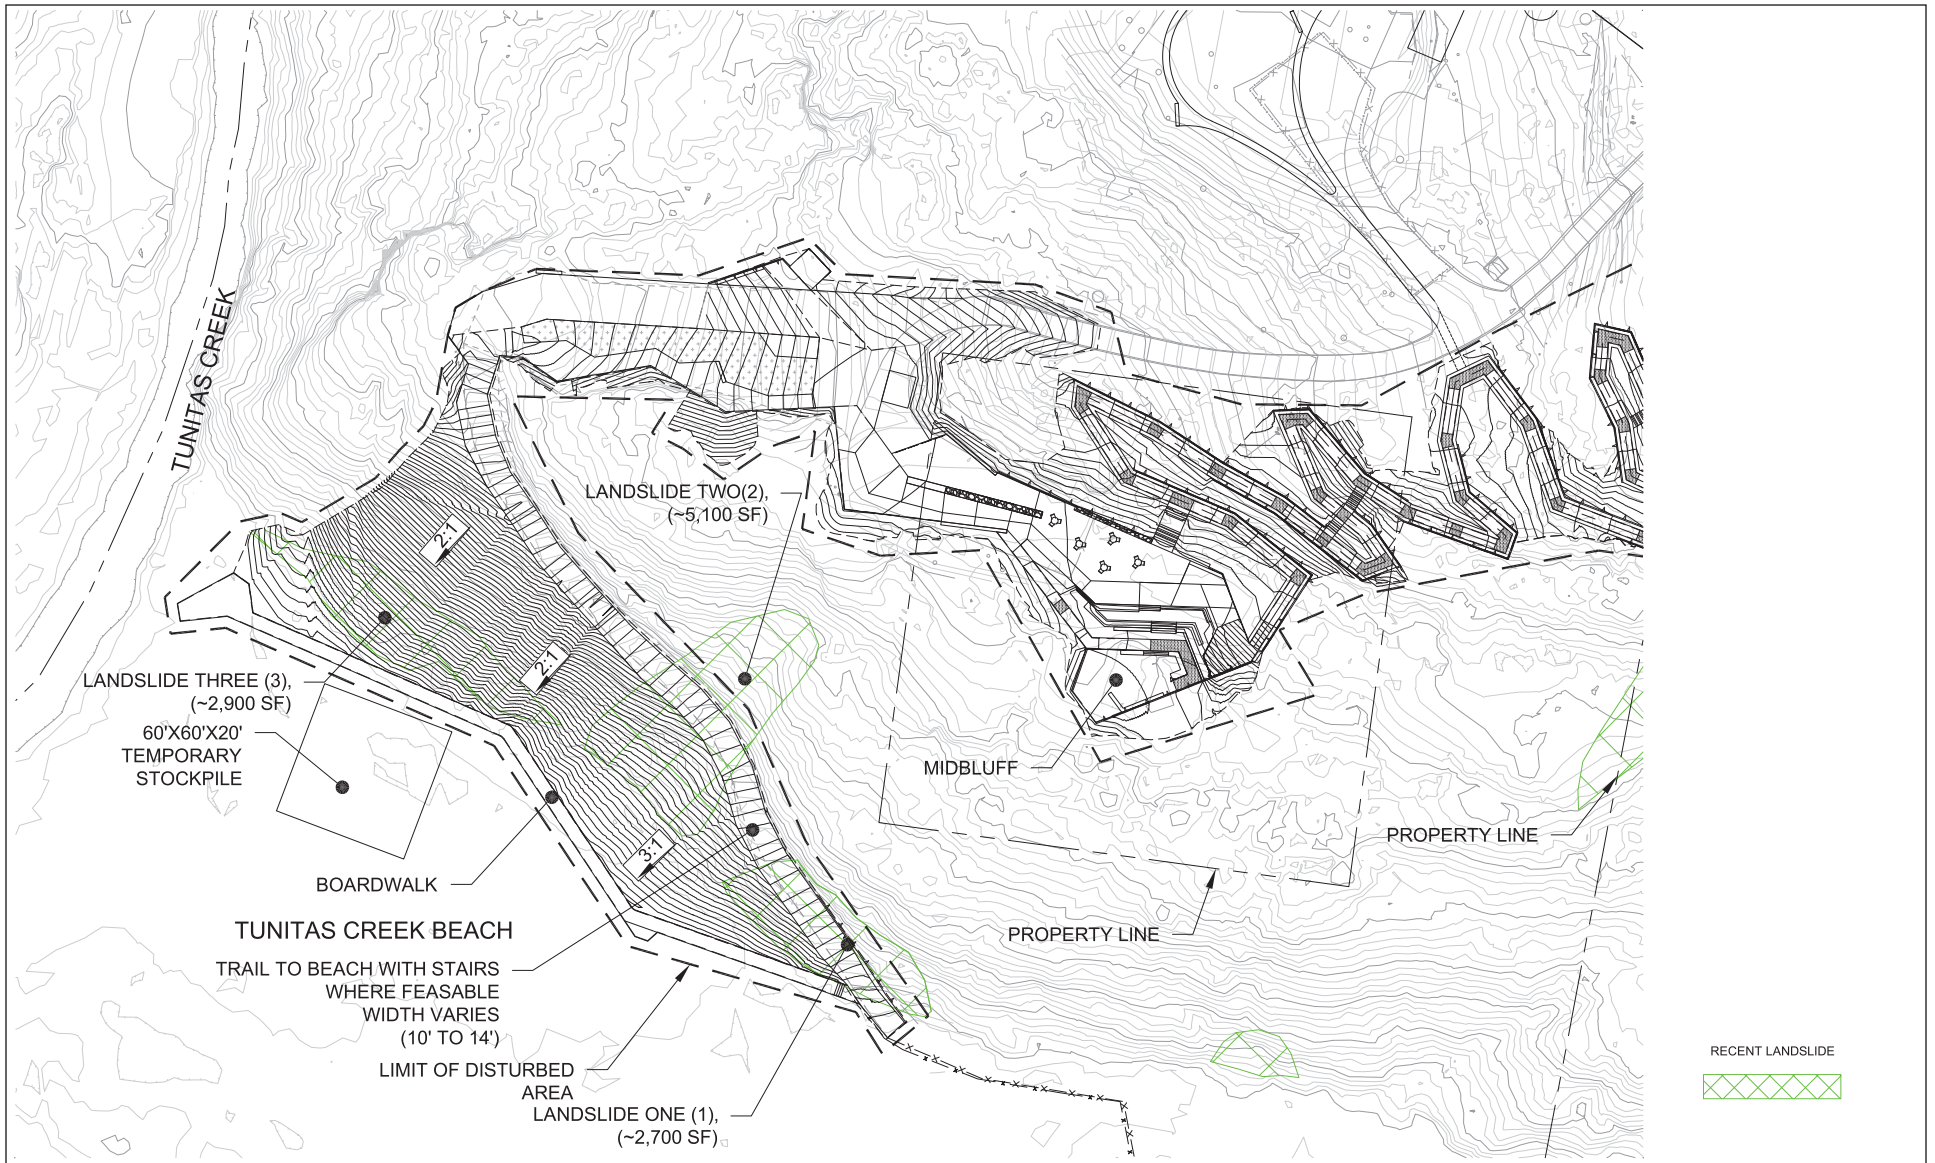 TUNITAS CREEK
2:1
2:1
3:1
LANDSLIDE TWO(2),
(~5,100 SF)
LANDSLIDE THREE (3),
(~2,900 SF)
60'X60'X20'
TEMPORARY
STOCKPILE
MIDBLUFF
PROPERTY LINE
BOARDWALK
TUNITAS CREEK BEACH
PROPERTY LINE
TRAIL TO BEACH WITH STAIRS
WHERE FEASABLE
WIDTH VARIES
(10' TO 14')
LIMIT OF DISTURBED
AREA
LANDSLIDE ONE (1),
(~2,700 SF)
RECENT LANDSLIDE